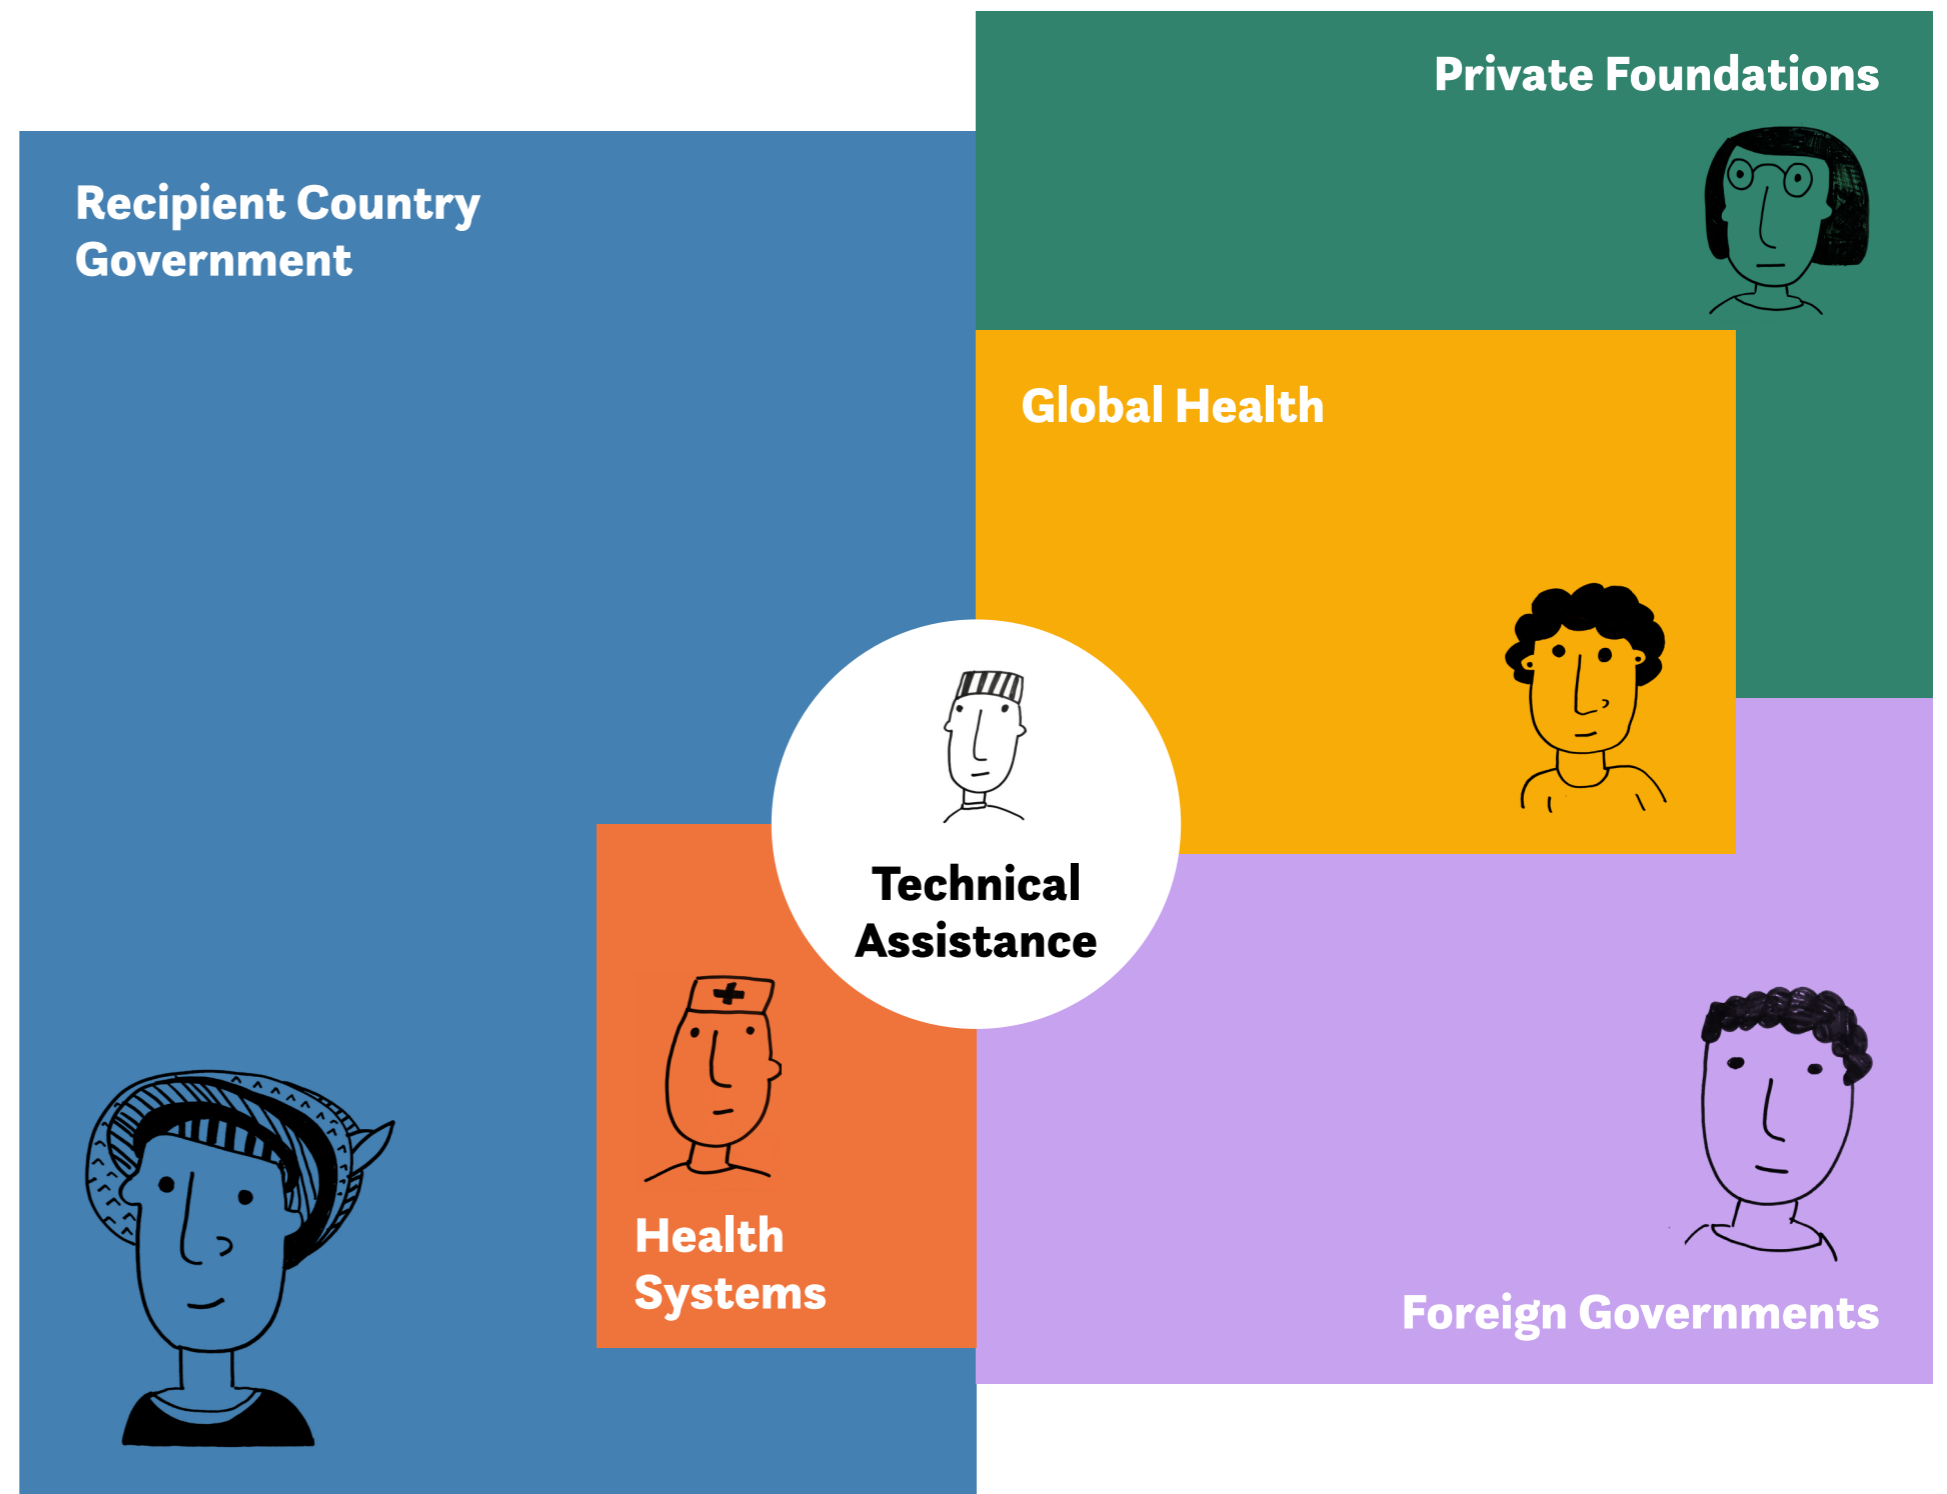 Private Foundations
Recipient Country
Government
Global Health
Technical
Assistance
Health
Systems
Foreign Governments